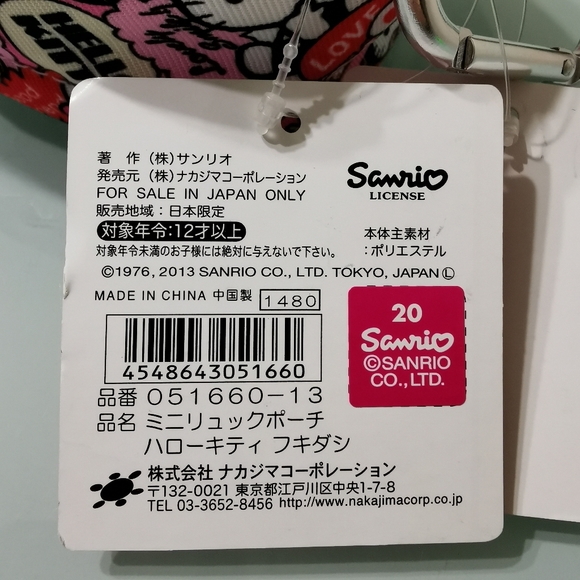 HELLO
KITTY
LOVE
著 作 (株) サンリオ
発売元 (株) ナカジマコーポレーション
FOR SALE IN JAPAN ONLY
販売地域：日本限定
対象年令:12才以上
対象年令未満のお子様には絶対に与えないで下さい。
Sanrio
LICENSE
本体主素材
：ポリエステル
©1976, 2013 SANRIO CO., LTD. TOKYO, JAPAN Ⓛ
MADE IN CHINA 中国製 1480
4548643051660
20
Sanrio
©SANRIO
CO.,LTD.
品番 051660-13
品名 ミニリュックポーチ
ハローキティ フキダシ
株式会社 ナカジマコーポレーション
〒132-0021 東京都江戸川区中央1-7-8
TEL 03-3652-8456 http://www.nakajimacorp.co.jp